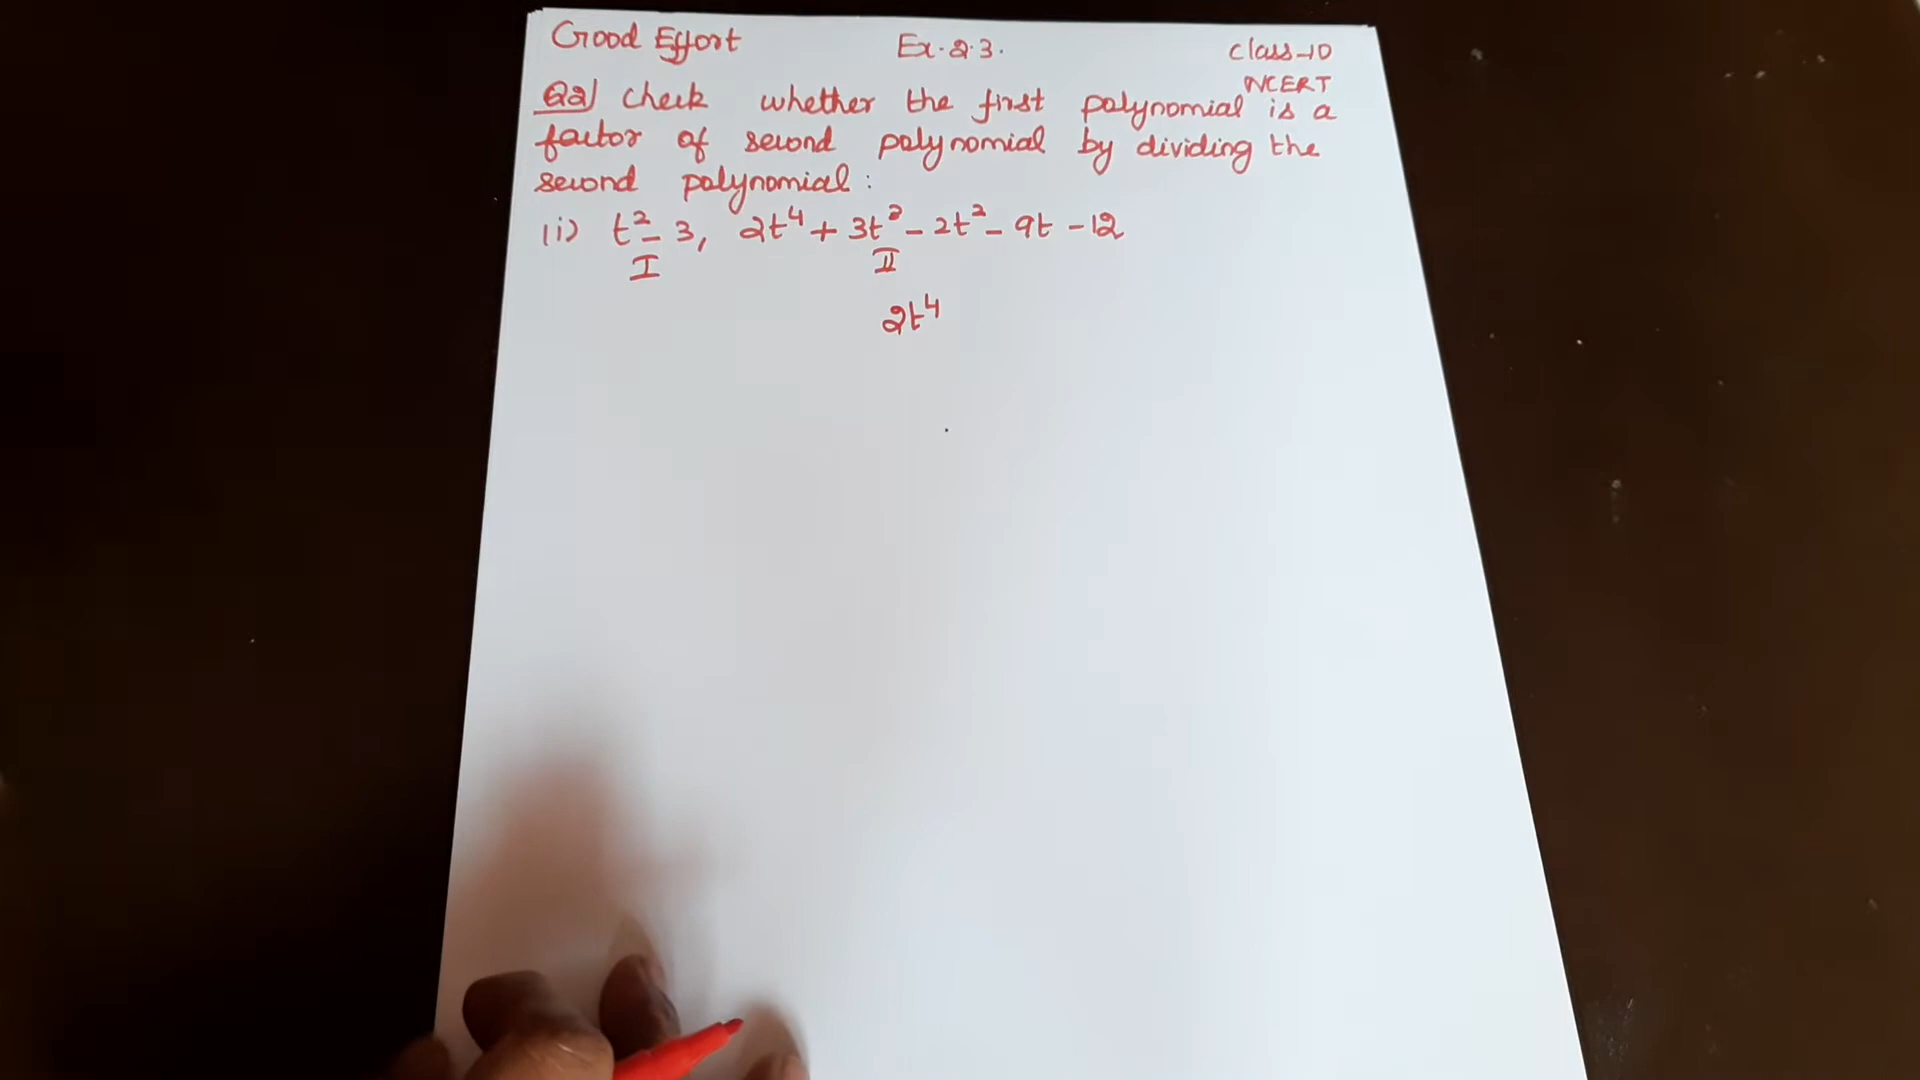 Good Effort Ex. 2.3. Class-10
NCERT
Q2) Check whether the first polynomial is a
factor of second polynomial by dividing the
second polynomial :
(i) t² - 3, 2t⁴ + 3t³ - 2t² - 9t - 12
I II
2t⁴